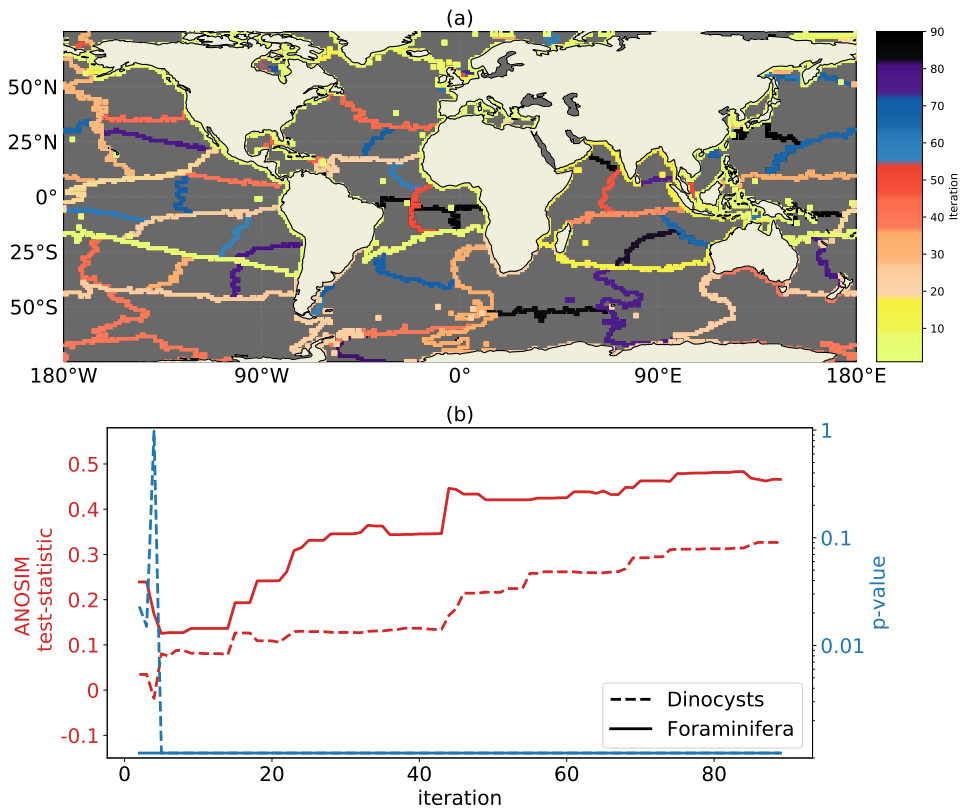 (a)
50°N
25°N
0°
25°S
50°S
180°W
90°W
0°
90°E
180°E
90
80
70
60
50
40
30
20
10
Iteration
(b)
ANOSIM
test-statistic
0.5
0.4
0.3
0.2
0.1
0
-0.1
1
0.1
0.01
p-value
Dinocysts
Foraminifera
0
20
40
60
80
iteration